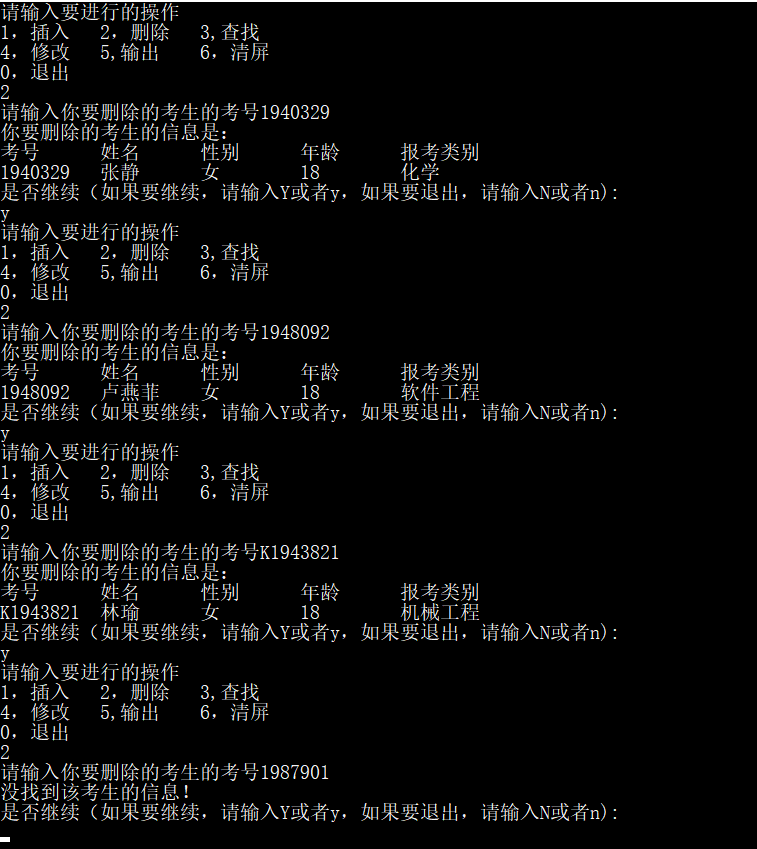 请输入要进行的操作
1，插入 2，删除 3,查找
4，修改 5,输出 6，清屏
0，退出
2
请输入你要删除的考生的考号1940329
你要删除的考生的信息是：
考号 姓名 性别 年龄 报考类别
1940329 张静 女 18 化学
是否继续（如果要继续，请输入Y或者y，如果要退出，请输入N或者n):
y
请输入要进行的操作
1，插入 2，删除 3,查找
4，修改 5,输出 6，清屏
0，退出
2
请输入你要删除的考生的考号1948092
你要删除的考生的信息是：
考号 姓名 性别 年龄 报考类别
1948092 卢燕菲 女 18 软件工程
是否继续（如果要继续，请输入Y或者y，如果要退出，请输入N或者n):
y
请输入要进行的操作
1，插入 2，删除 3,查找
4，修改 5,输出 6，清屏
0，退出
2
请输入你要删除的考生的考号K1943821
你要删除的考生的信息是：
考号 姓名 性别 年龄 报考类别
K1943821 林瑜 女 18 机械工程
是否继续（如果要继续，请输入Y或者y，如果要退出，请输入N或者n):
y
请输入要进行的操作
1，插入 2，删除 3,查找
4，修改 5,输出 6，清屏
0，退出
2
请输入你要删除的考生的考号1987901
没找到该考生的信息！
是否继续（如果要继续，请输入Y或者y，如果要退出，请输入N或者n):